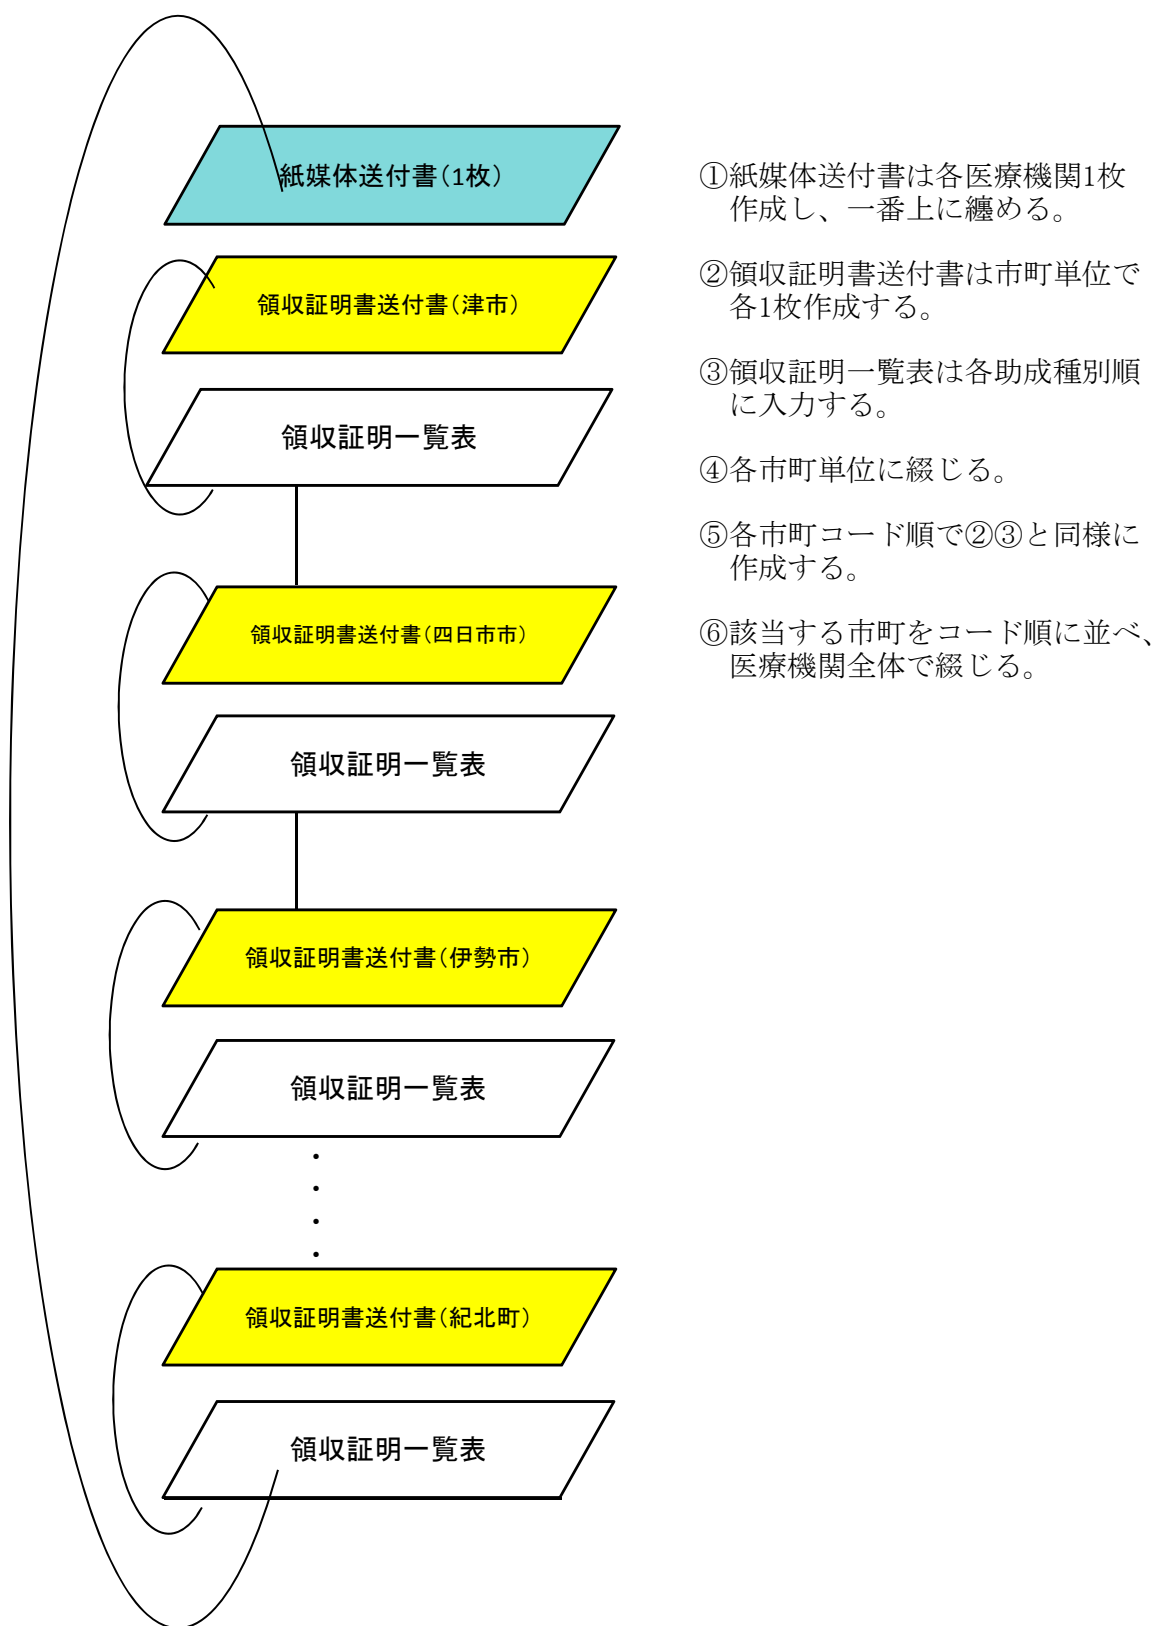 紙媒体送付書(1枚)
領収証明書送付書(津市)
領収証明一覧表
領収証明書送付書(四日市市)
領収証明一覧表
領収証明書送付書(伊勢市)
領収証明一覧表
・
・
・
・
領収証明書送付書(紀北町)
領収証明一覧表
①紙媒体送付書は各医療機関1枚
作成し、一番上に纏める。
②領収証明書送付書は市町単位で
各1枚作成する。
③領収証明一覧表は各助成種別順
に入力する。
④各市町単位に綴じる。
⑤各市町コード順で②③と同様に
作成する。
⑥該当する市町をコード順に並べ、
医療機関全体で綴じる。